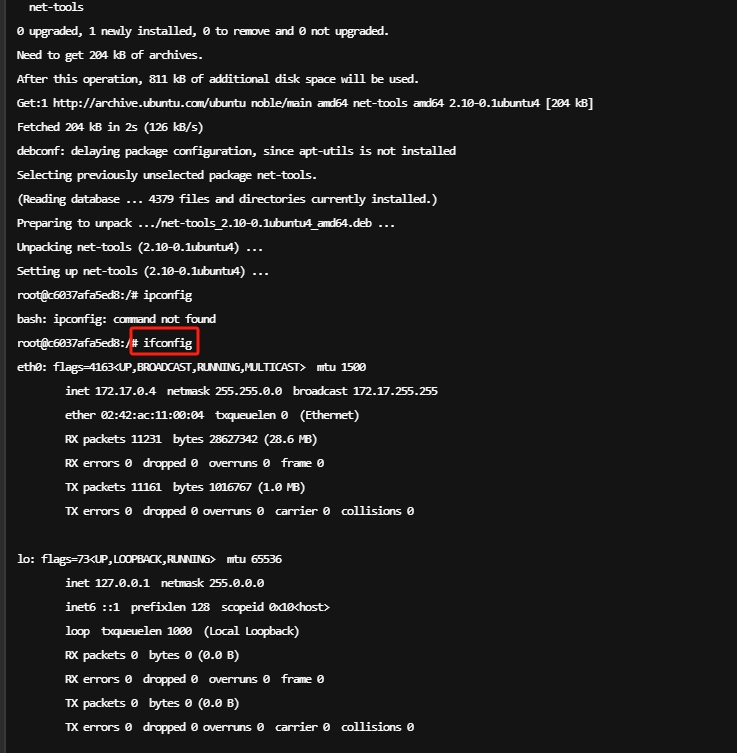 net-tools
0 upgraded, 1 newly installed, 0 to remove and 0 not upgraded.
Need to get 204 kB of archives.
After this operation, 811 kB of additional disk space will be used.
Get:1 http://archive.ubuntu.com/ubuntu noble/main amd64 net-tools amd64 2.10-0.1ubuntu4 [204 kB]
Fetched 204 kB in 2s (126 kB/s)
debconf: delaying package configuration, since apt-utils is not installed
Selecting previously unselected package net-tools.
(Reading database ... 4379 files and directories currently installed.)
Preparing to unpack .../net-tools_2.10-0.1ubuntu4_amd64.deb ...
Unpacking net-tools (2.10-0.1ubuntu4) ...
Setting up net-tools (2.10-0.1ubuntu4) ...
root@c6037afa5ed8:/# ipconfig
bash: ipconfig: command not found
root@c6037afa5ed8:/# ifconfig
eth0: flags=4163<UP,BROADCAST,RUNNING,MULTICAST>  mtu 1500
inet 172.17.0.4  netmask 255.255.0.0  broadcast 172.17.255.255
ether 02:42:ac:11:00:04  txqueuelen 0  (Ethernet)
RX packets 11231  bytes 28627342 (28.6 MB)
RX errors 0  dropped 0  overruns 0  frame 0
TX packets 11161  bytes 1016767 (1.0 MB)
TX errors 0  dropped 0 overruns 0  carrier 0  collisions 0
lo: flags=73<UP,LOOPBACK,RUNNING>  mtu 65536
inet 127.0.0.1  netmask 255.0.0.0
inet6 ::1  prefixlen 128  scopeid 0x10<host>
loop  txqueuelen 1000  (Local Loopback)
RX packets 0  bytes 0 (0.0 B)
RX errors 0  dropped 0  overruns 0  frame 0
TX packets 0  bytes 0 (0.0 B)
TX errors 0  dropped 0 overruns 0  carrier 0  collisions 0